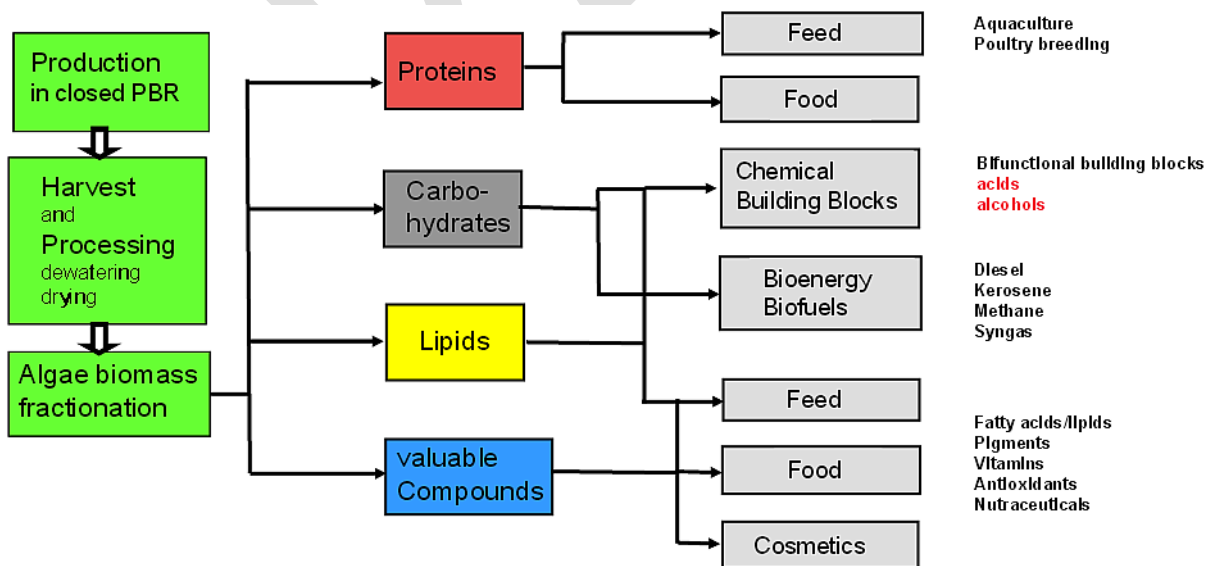 Production
in closed PBR
Harvest
and
Processing
dewatering
drying
Algae biomass
fractionation
Proteins
Carbo-
hydrates
Lipids
valuable
Compounds
Feed
Food
Chemical
Building Blocks
Bioenergy
Biofuels
Feed
Food
Cosmetics
Aquaculture
Poultry breeding
Bifunctional building blocks
acids
alcohols
Diesel
Kerosene
Methane
Syngas
Fatty acids/lipids
Pigments
Vitamins
Antioxidants
Nutraceuticals